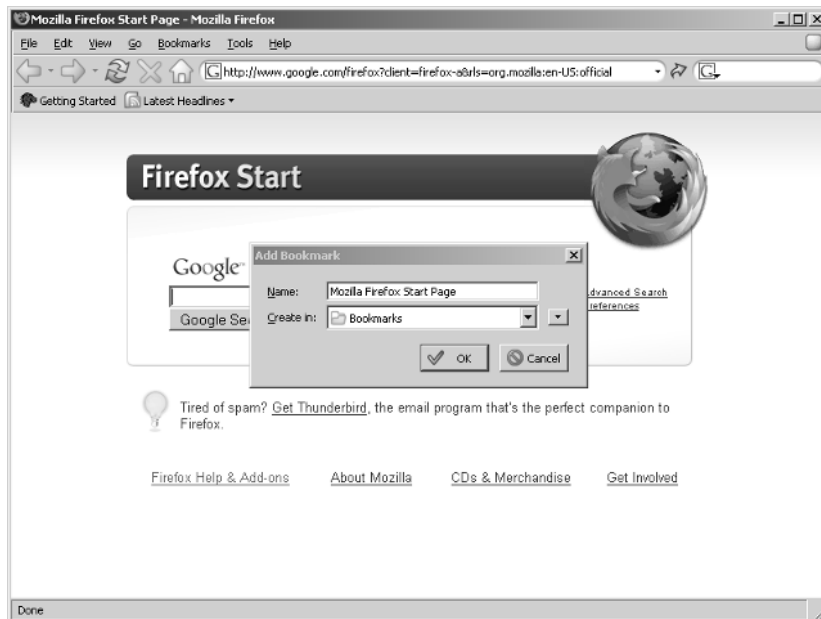 Mozilla Firefox Start Page - Mozilla Firefox
File Edit View Go Bookmarks Tools Help
http://www.google.com/firefox?client=firefox-a&rls=org.mozilla:en-US:official
Getting Started Latest Headlines
Firefox Start
Google™
Add Bookmark
Name: Mozilla Firefox Start Page
Create in: Bookmarks
OK Cancel
Advanced Search
Google
Tired of spam? Get Thunderbird, the email program that's the perfect companion to
Firefox.
Firefox Help & Add-ons About Mozilla CDs & Merchandise Get Involved
Done